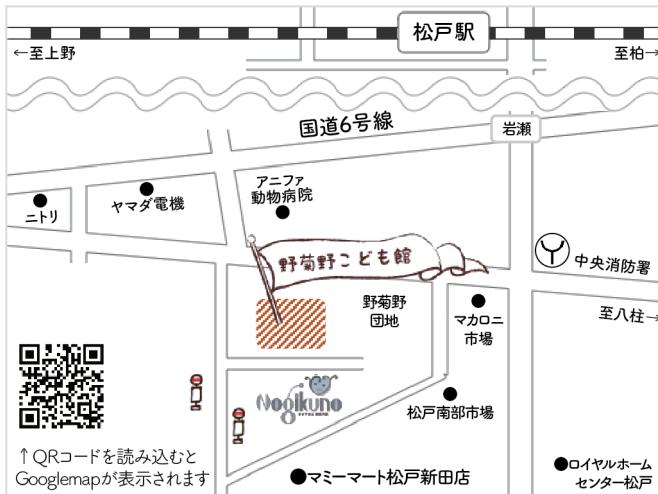 松戸駅
←至上野
至柏→
国道6号線
岩瀬
アニファ
動物病院
ニトリ
ヤマダ電機
野菊野こども館
中央消防署
野菊野
団地
マカロニ
市場
至八柱→
Nogikuno
松戸南部市場
↑QRコードを読み込むと
Googlemapが表示されます
マミーマート松戸新田店
ロイヤルホーム
センター松戸